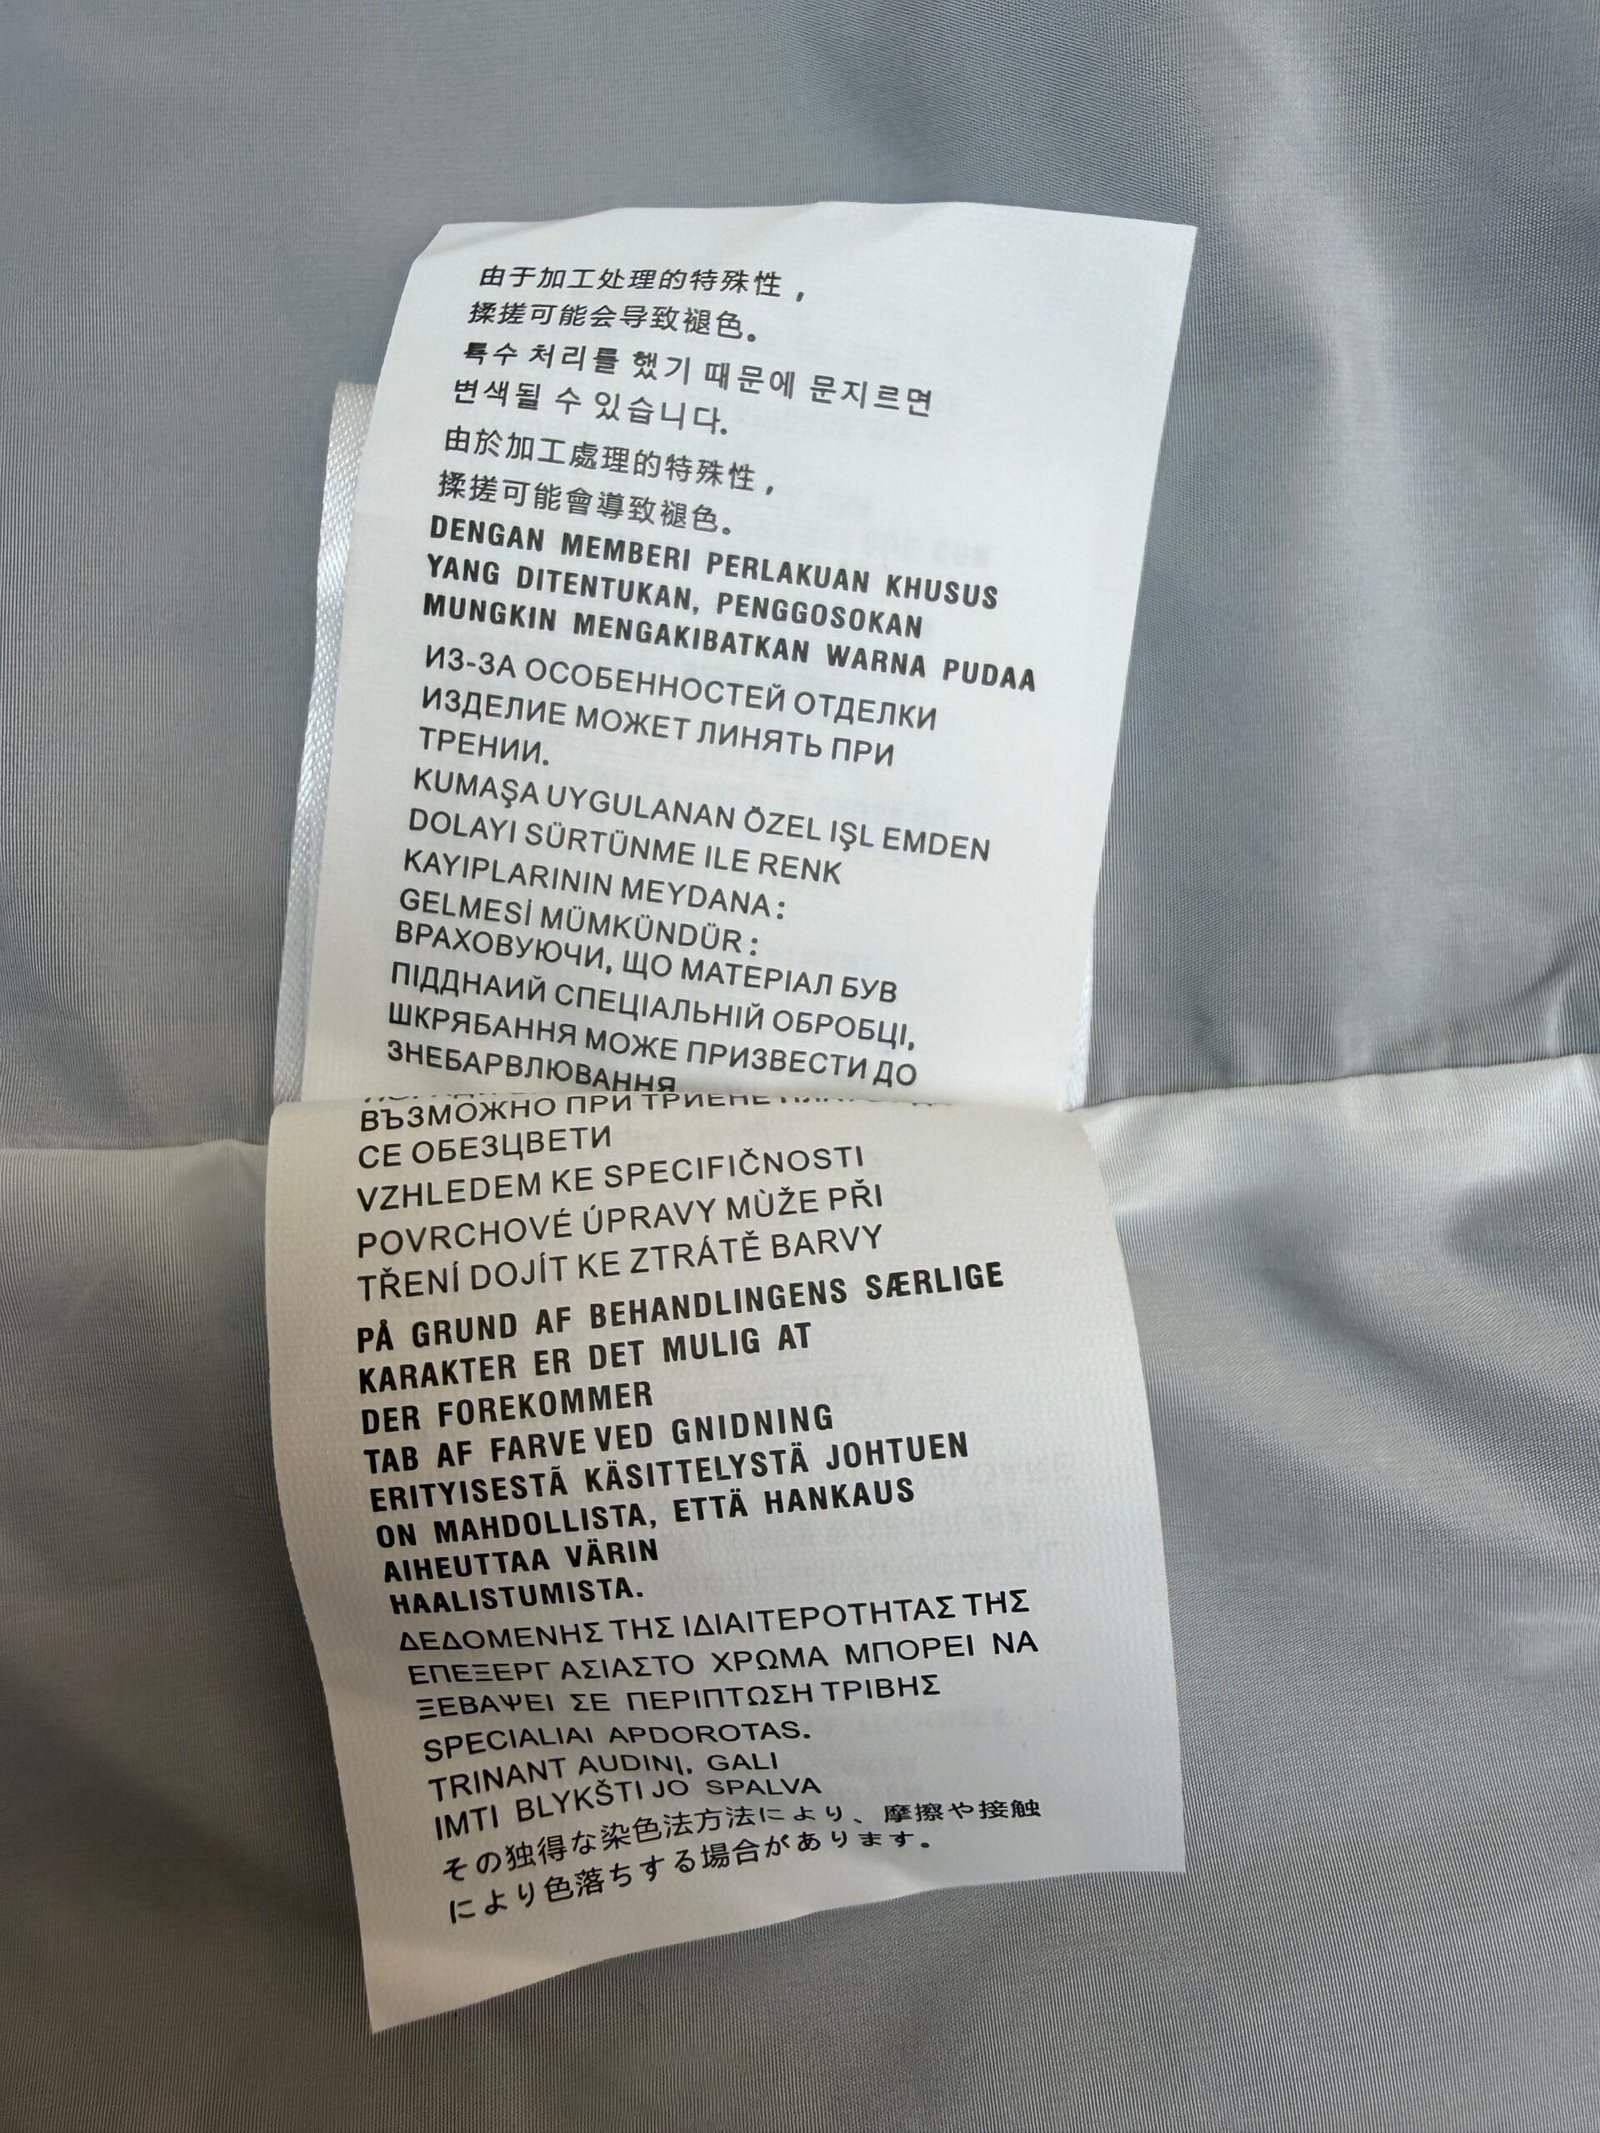 由于加工处理的特殊性，
揉搓可能会导致褪色。
특수 처리를 했기 때문에 문지르면
변색될 수 있습니다.
由於加工處理的特殊性，
揉搓可能會導致褪色。
DENGAN MEMBERI PERLAKUAN KHUSUS
YANG DITENTUKAN, PENGGOSOKAN
MUNGKIN MENGAKIBATKAN WARNA PUDAA
ИЗ-ЗА ОСОБЕННОСТЕЙ ОТДЕЛКИ
ИЗДЕЛИЕ МОЖЕТ ЛИНЯТЬ ПРИ
ТРЕНИИ.
KUMAŞA UYGULANAN ÖZEL IŞL EMDEN
DOLAYI SÜRTÜNME ILE RENK
KAYIPLARININ MEYDANA:
GELMESİ MÜMKÜNDÜR:
ВРАХОВУЮЧИ, ЩО МАТЕРІАЛ БУВ
ПІДДНАИЙ СПЕЦІАЛЬНІЙ ОБРОБЦІ,
ШКРЯБАННЯ МОЖЕ ПРИЗВЕСТИ ДО
ЗНЕБАРВЛЮВАННЯ
ВЪЗМОЖНО ПРИ ТРИЕНЕ
СЕ ОБЕЗЦВЕТИ
VZHLEDEM KE SPECIFIČNOSTI
POVRCHOVÉ ÚPRAVY MÙŽE PŘI
TŘENÍ DOJÍT KE ZTRÁTĚ BARVY
PÅ GRUND AF BEHANDLINGENS SÆRLIGE
KARAKTER ER DET MULIG AT
DER FOREKOMMER
TAB AF FARVE VED GNIDNING
ERITYISESTÃ KÄSITTELYSTÄ JOHTUEN
ON MAHDOLLISTA, ETTÄ HANKAUS
AIHEUTTAA VÄRIN
HAALISTUMISTA.
ΔΕΔΟΜΕΝΗΣ ΤΗΣ ΙΔΙΑΙΤΕΡΟΤΗΤΑΣ ΤΗΣ
ΕΠΕΞΕΡΓ ΑΣΙΑΣΤΟ ΧΡΩΜΑ ΜΠΟΡΕΙ ΝΑ
ΞΕΒΑΨΕΙ ΣΕ ΠΕΡΙΠΤΩΣΗ ΤΡΙΒΗΣ
SPECIALIAI APDOROTAS.
TRINANT AUDINĮ, GALI
IMTI BLYKŠTI JO SPALVA
その独得な染色法方法により、摩擦や接触
により色落ちする場合があります。